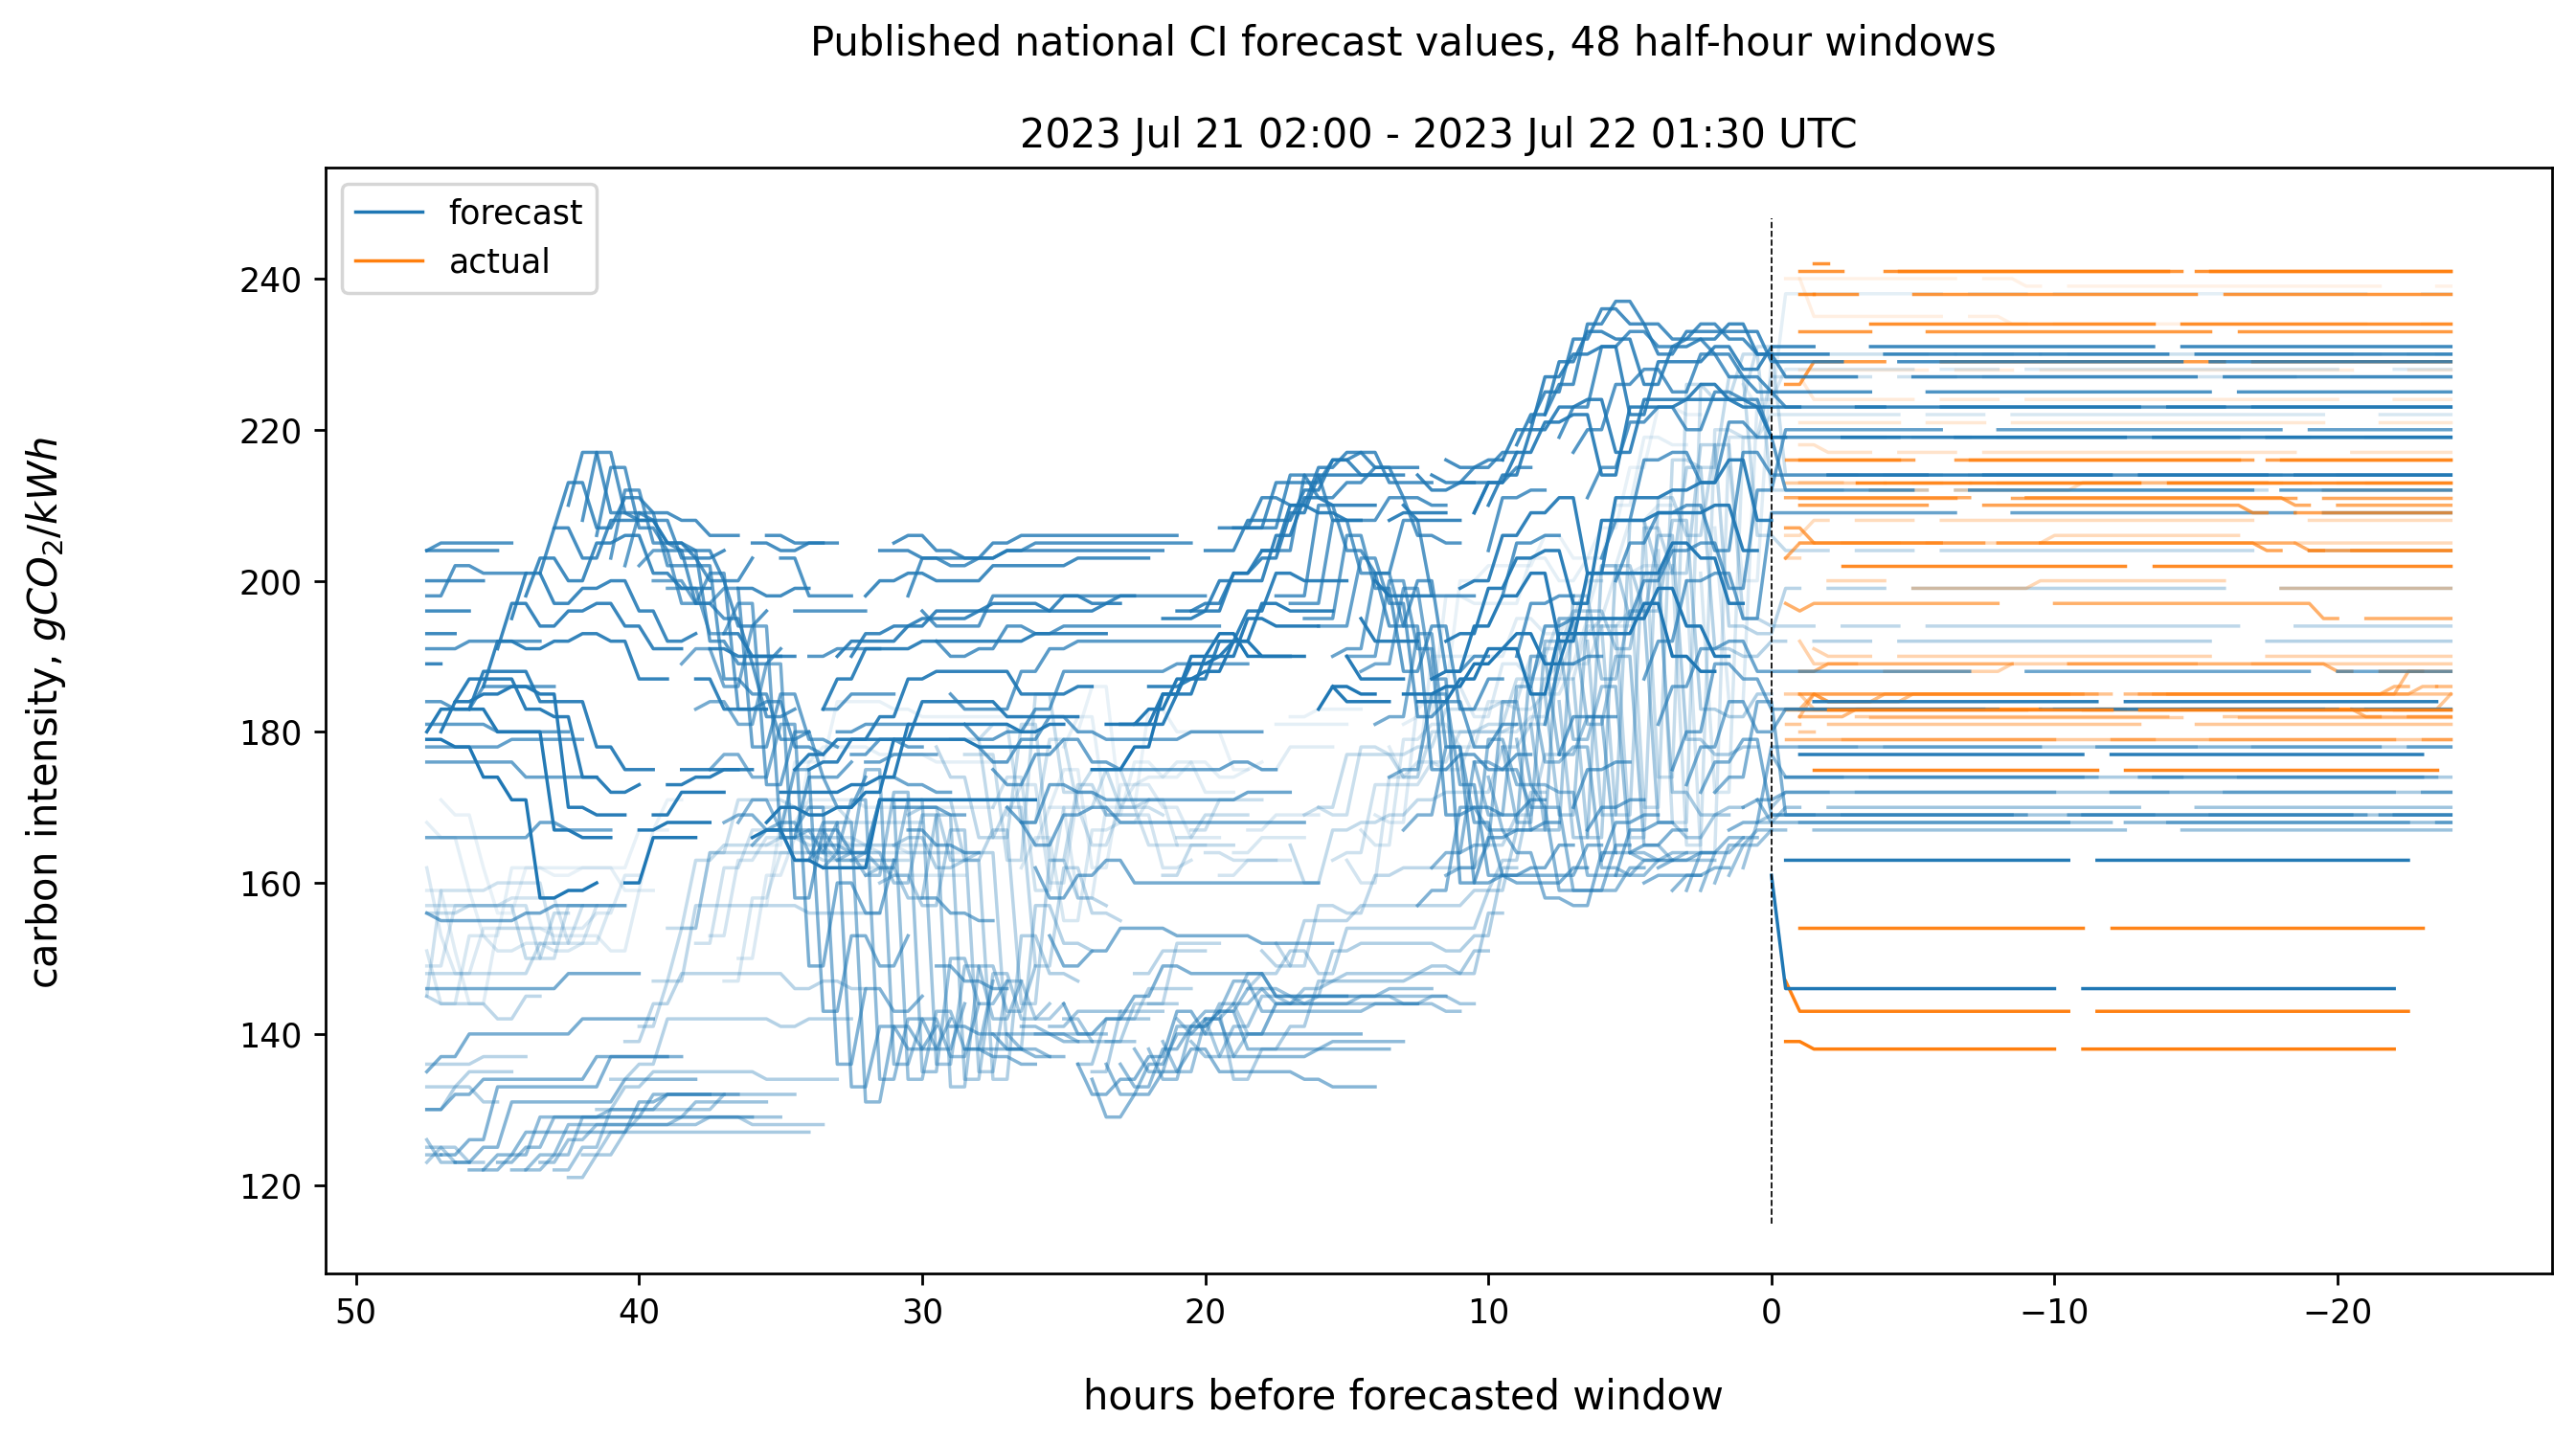 Published national CI forecast values, 48 half-hour windows
2023 Jul 21 02:00 - 2023 Jul 22 01:30 UTC
forecast
actual
carbon intensity, gCO₂/kWh
240
220
200
180
160
140
120
50 40 30 20 10 0 −10 −20
hours before forecasted window